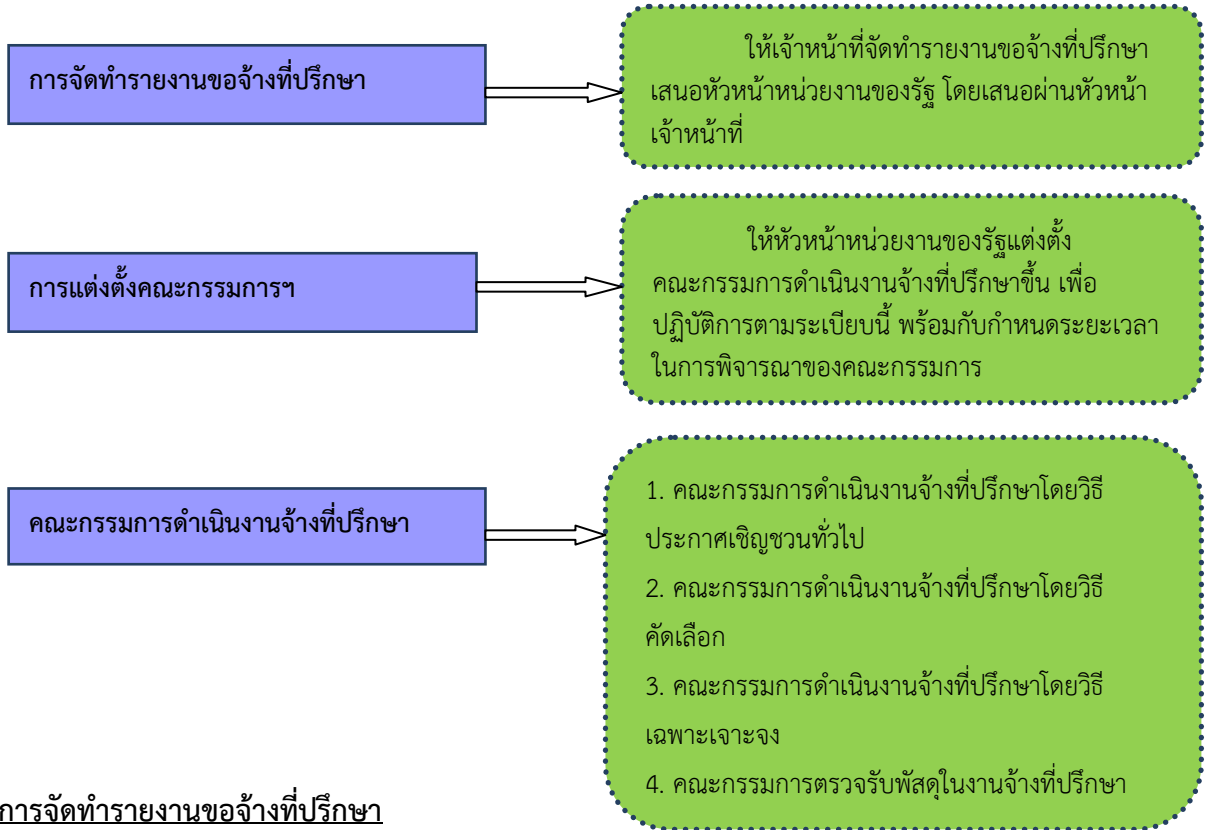 การจัดทำรายงานขอจ้างที่ปรึกษา
ให้เจ้าหน้าที่จัดทำรายงานขอจ้างที่ปรึกษา
เสนอหัวหน้าหน่วยงานของรัฐ โดยเสนอผ่านหัวหน้า
เจ้าหน้าที่
การแต่งตั้งคณะกรรมการฯ
ให้หัวหน้าหน่วยงานของรัฐแต่งตั้ง
คณะกรรมการดำเนินงานจ้างที่ปรึกษาขึ้น เพื่อ
ปฏิบัติการตามระเบียบนี้ พร้อมกับกำหนดระยะเวลา
ในการพิจารณาของคณะกรรมการ
คณะกรรมการดำเนินงานจ้างที่ปรึกษา
1. คณะกรรมการดำเนินงานจ้างที่ปรึกษาโดยวิธี
ประกาศเชิญชวนทั่วไป
2. คณะกรรมการดำเนินงานจ้างที่ปรึกษาโดยวิธี
คัดเลือก
3. คณะกรรมการดำเนินงานจ้างที่ปรึกษาโดยวิธี
เฉพาะเจาะจง
4. คณะกรรมการตรวจรับพัสดุในงานจ้างที่ปรึกษา
การจัดทำรายงานขอจ้างที่ปรึกษา